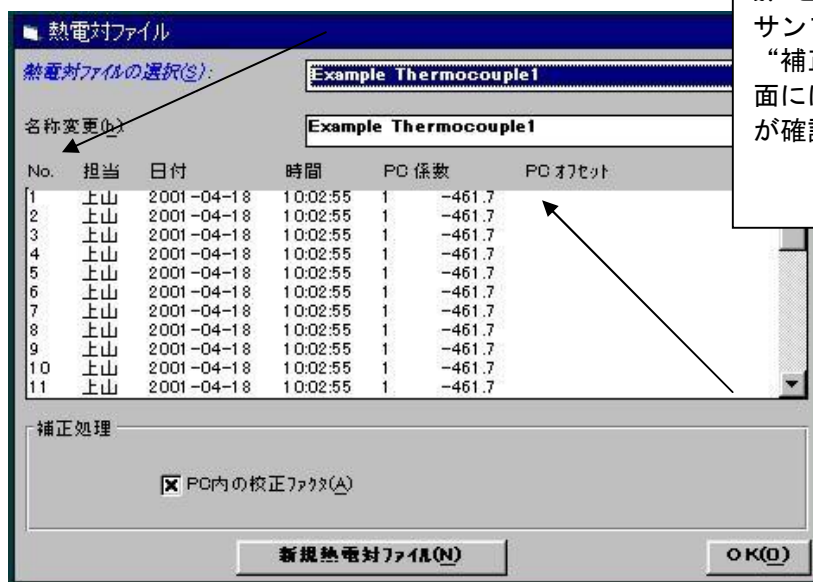 熱電対ファイル
熱電対ファイルの選択(S):
Example Thermocouple1
名称変更(h)
Example Thermocouple1
No. 担当 日付 時間 PC 係数 PC オフセット
1 上山 2001-04-18 10:02:55 1 -461.7
2 上山 2001-04-18 10:02:55 1 -461.7
3 上山 2001-04-18 10:02:55 1 -461.7
4 上山 2001-04-18 10:02:55 1 -461.7
5 上山 2001-04-18 10:02:55 1 -461.7
6 上山 2001-04-18 10:02:55 1 -461.7
7 上山 2001-04-18 10:02:55 1 -461.7
8 上山 2001-04-18 10:02:55 1 -461.7
9 上山 2001-04-18 10:02:55 1 -461.7
10 上山 2001-04-18 10:02:55 1 -461.7
11 上山 2001-04-18 10:02:55 1 -461.7
補正処理
PC内の校正ファクタ(A)
新規熱電対ファイル(N)
OK(O)
サン
“補
面に
が確